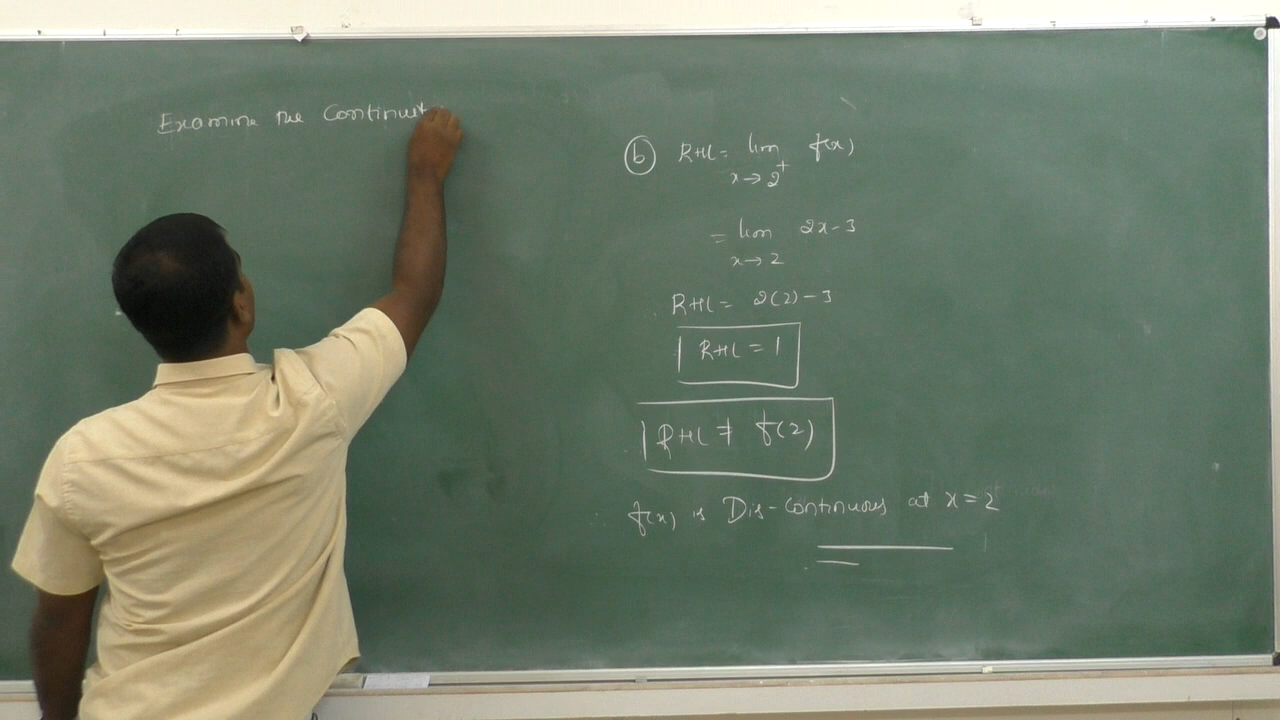 Examine the Continuit
(b) RHL = lim f(x)
x→2⁺
= lim 2x-3
x→2
RHL = 2(2)-3
RHL = 1
RHL ≠ f(2)
∴ f(x) is Dis-continuous at x=2